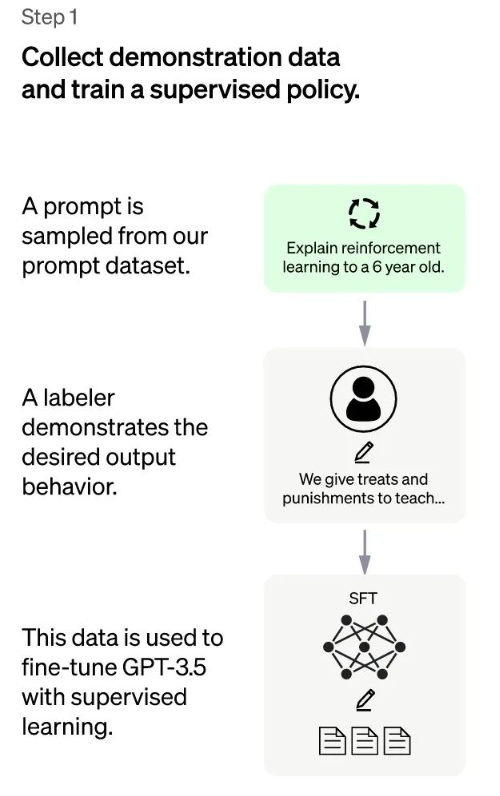 Step 1
Collect demonstration data
and train a supervised policy.
A prompt is
sampled from our
prompt dataset.
Explain reinforcement
learning to a 6 year old.
A labeler
demonstrates the
desired output
behavior.
We give treats and
punishments to teach...
This data is used to
fine-tune GPT-3.5
with supervised
learning.
SFT